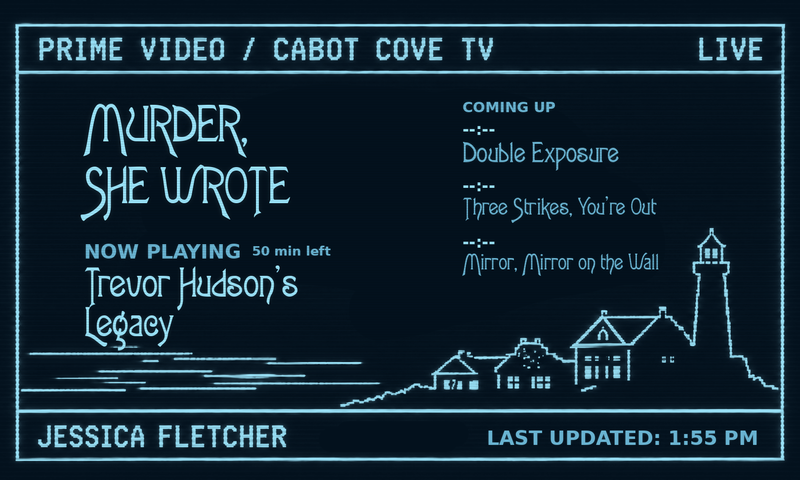 PRIME VIDEO / CABOT COVE TV
LIVE
MURDER,
SHE WROTE
NOW PLAYING 50 min left
Trevor Hudson's
Legacy
COMING UP
--:--
Double Exposure
--:--
Three Strikes, You're Out
--:--
Mirror, Mirror on the Wall
JESSICA FLETCHER
LAST UPDATED: 1:55 PM